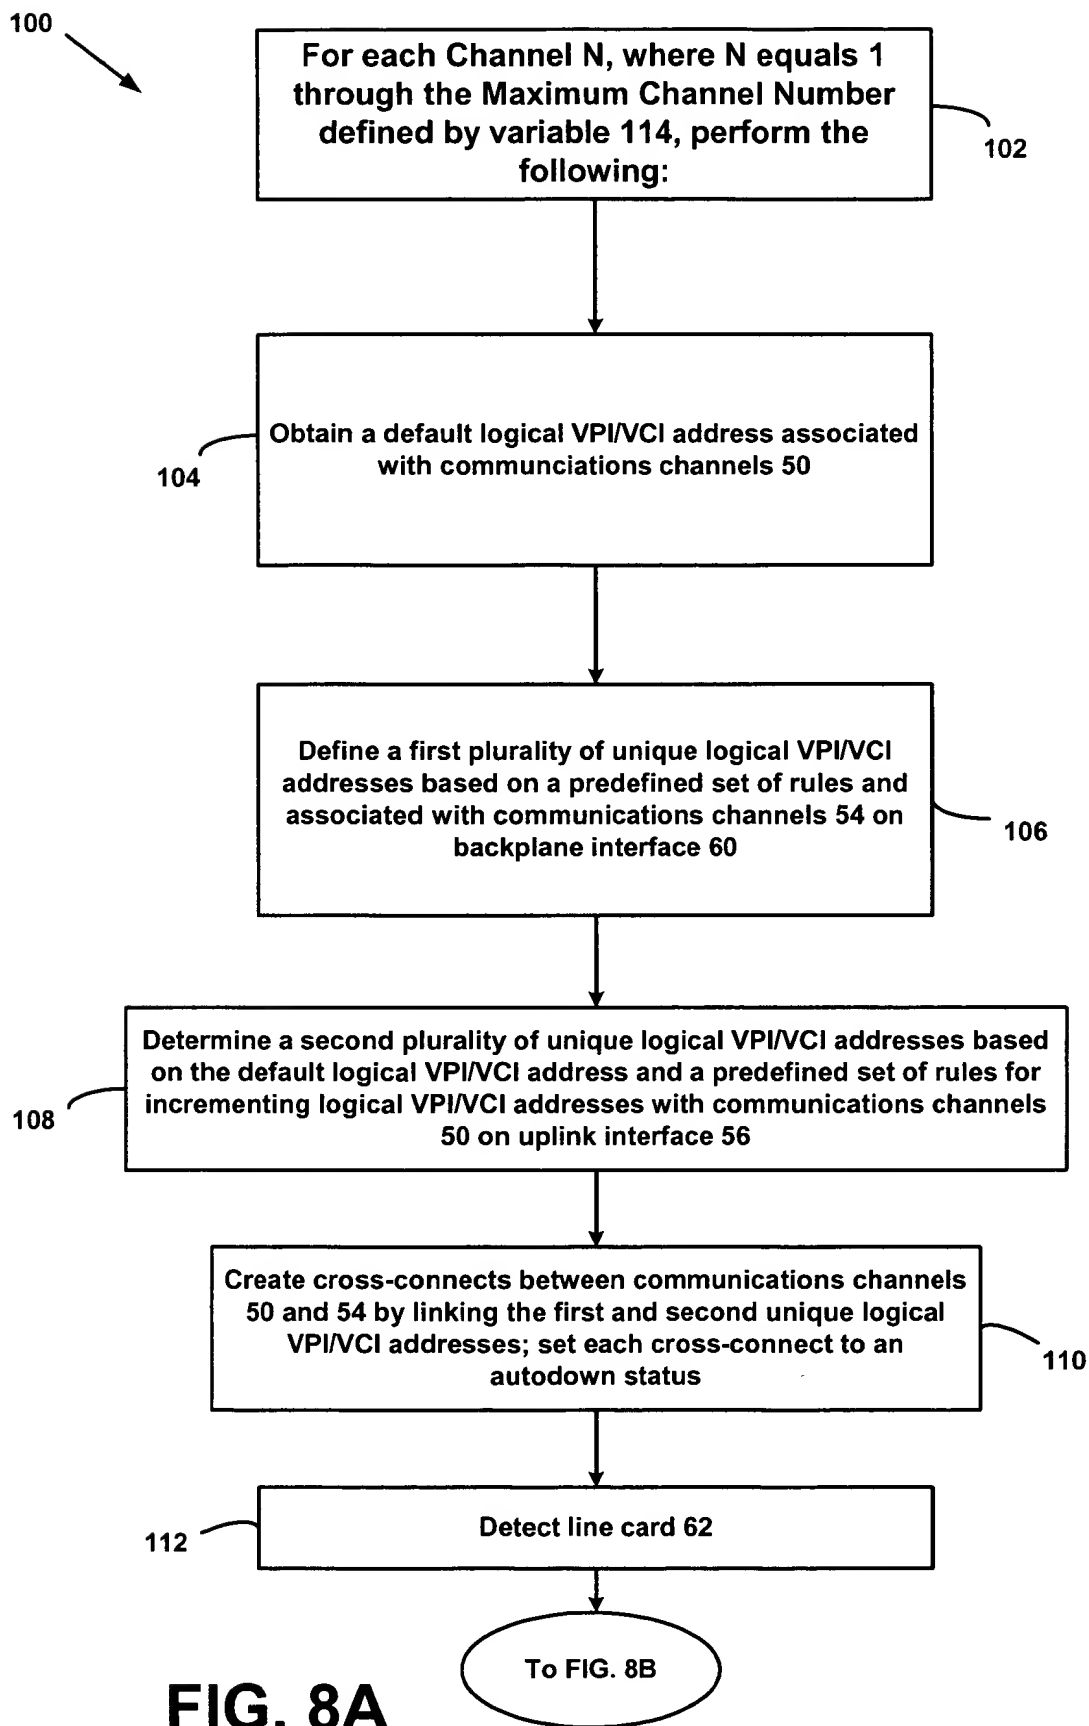 100
For each Channel N, where N equals 1
through the Maximum Channel Number
defined by variable 114, perform the
following:
102
Obtain a default logical VPI/VCI address associated
with communciations channels 50
104
Define a first plurality of unique logical VPI/VCI
addresses based on a predefined set of rules and
associated with communications channels 54 on
backplane interface 60
106
Determine a second plurality of unique logical VPI/VCI addresses based
on the default logical VPI/VCI address and a predefined set of rules for
incrementing logical VPI/VCI addresses with communications channels
50 on uplink interface 56
108
Create cross-connects between communications channels
50 and 54 by linking the first and second unique logical
VPI/VCI addresses; set each cross-connect to an
autodown status
110
Detect line card 62
112
To FIG. 8B
FIG. 8A